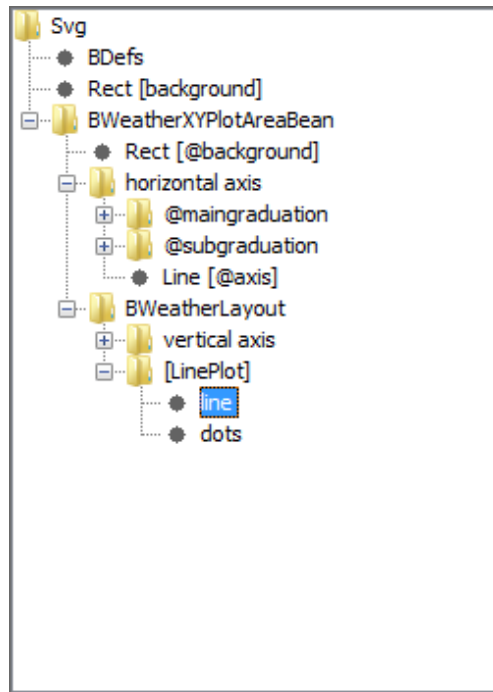 Svg
BDefs
Rect [background]
BWeatherXYPlotAreaBean
Rect [@background]
horizontal axis
@maingraduation
@subgraduation
Line [@axis]
BWeatherLayout
vertical axis
[LinePlot]
line
dots